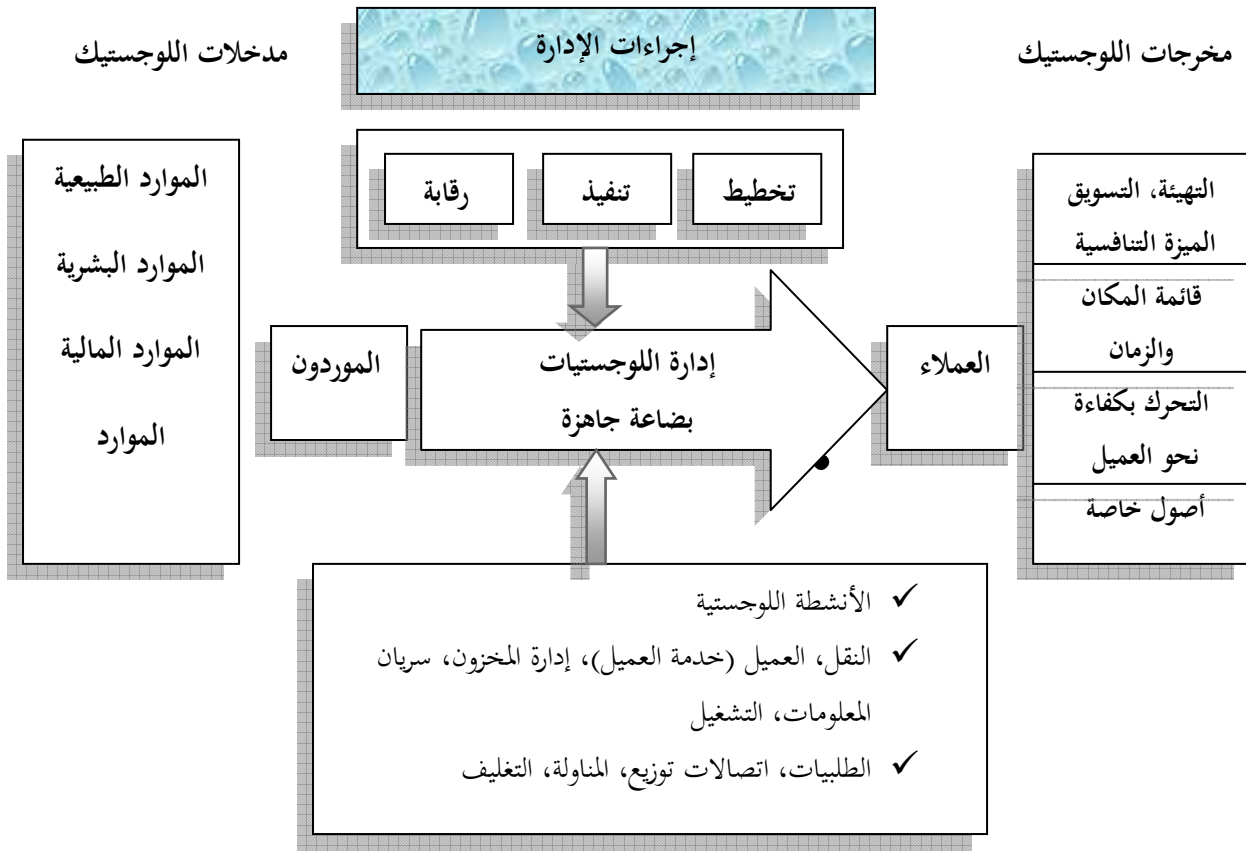 مخرجات اللوجستيك
إجراءات الإدارة
مدخلات اللوجستيك
تخطيط
تنفيذ
رقابة
التهيئة، التسويق
الميزة التنافسية
قائمة المكان
والزمان
التحرك بكفاءة
نحو العميل
أصول خاصة
العملاء
إدارة اللوجستيات
بضاعة جاهزة
الموردون
الموارد الطبيعية
الموارد البشرية
الموارد المالية
الموارد
✓ الأنشطة اللوجستية
✓ النقل، العميل (خدمة العميل)، إدارة المخزون، سريان
المعلومات، التشغيل
✓ الطلبيات، اتصالات توزيع، المناولة، التغليف